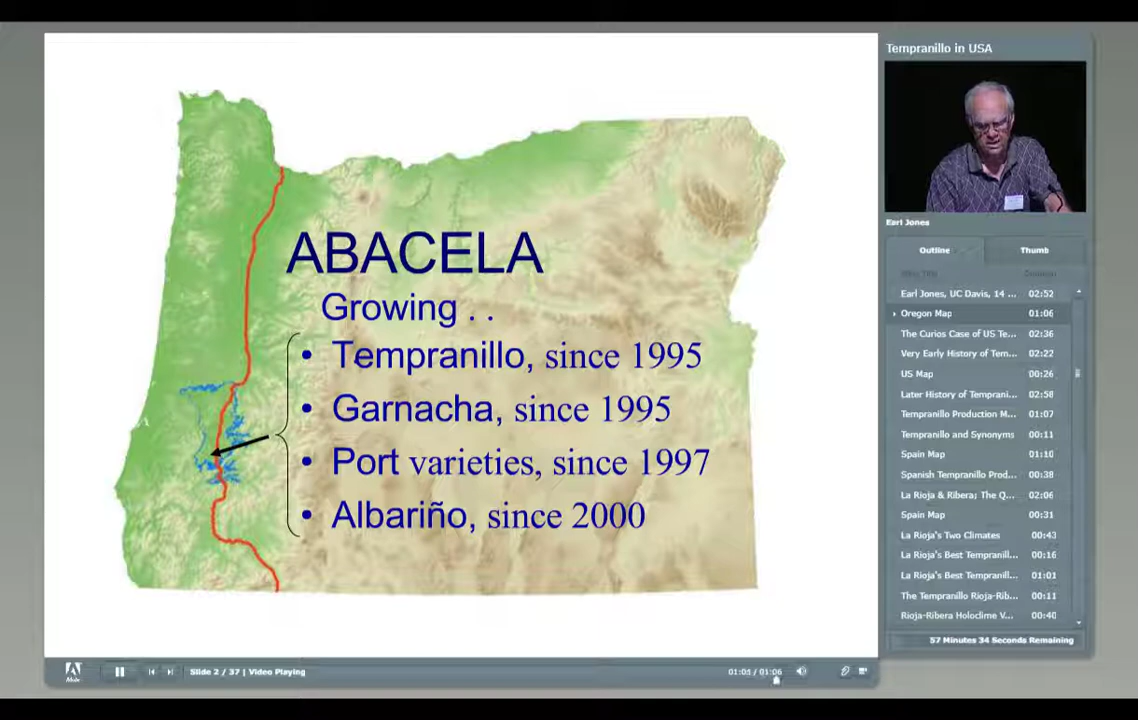 Tempranillo in USA
ABACELA
Growing . .
• Tempranillo, since 1995
• Garnacha, since 1995
• Port varieties, since 1997
• Albariño, since 2000
Earl Jones
Outline
Thumb
Earl Jones, UC Davis, 14 ... 02:52
Oregon Map 01:06
The Curios Case of US Te... 02:36
Very Early History of Tem... 02:22
US Map 00:26
Later History of Temprani... 02:58
Tempranillo Production M... 01:07
Tempranillo and Synonyms 00:11
Spain Map 01:10
Spanish Tempranillo Prod... 00:38
La Rioja & Ribera; The Q... 02:06
Spain Map 00:31
La Rioja's Two Climates 00:43
La Rioja's Best Tempranill... 00:16
La Rioja's Best Tempranill... 01:01
The Tempranillo Rioja-Rib... 00:11
Rioja-Ribera Holoclime V... 00:40
57 Minutes 34 Seconds Remaining
Adobe
Slide 2 / 37 | Video Playing
01:05 / 01:06